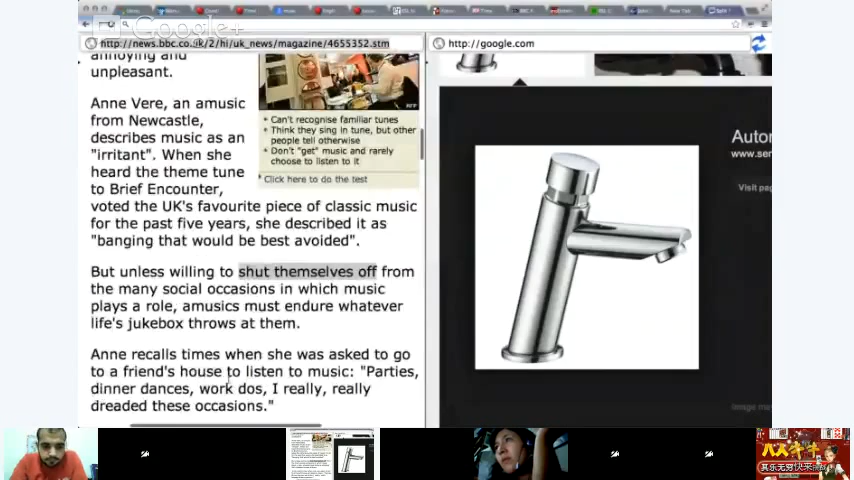 Google+
http://news.bbc.co.uk/2/hi/uk_news/magazine/4655352.stm
http://google.com
annoying and
unpleasant.
Anne Vere, an amusic
from Newcastle,
describes music as an
"irritant". When she
heard the theme tune
to Brief Encounter,
voted the UK's favourite piece of classic music
for the past five years, she described it as
"banging that would be best avoided".
But unless willing to shut themselves off from
the many social occasions in which music
plays a role, amusics must endure whatever
life's jukebox throws at them.
Anne recalls times when she was asked to go
to a friend's house to listen to music: "Parties,
dinner dances, work dos, I really, really
dreaded these occasions."
Can't recognise familiar tunes
Think they sing in tune, but other
people tell otherwise
Don't "get" music and rarely
choose to listen to it
Click here to do the test
Autor
www.ser
Visit pag
Image may